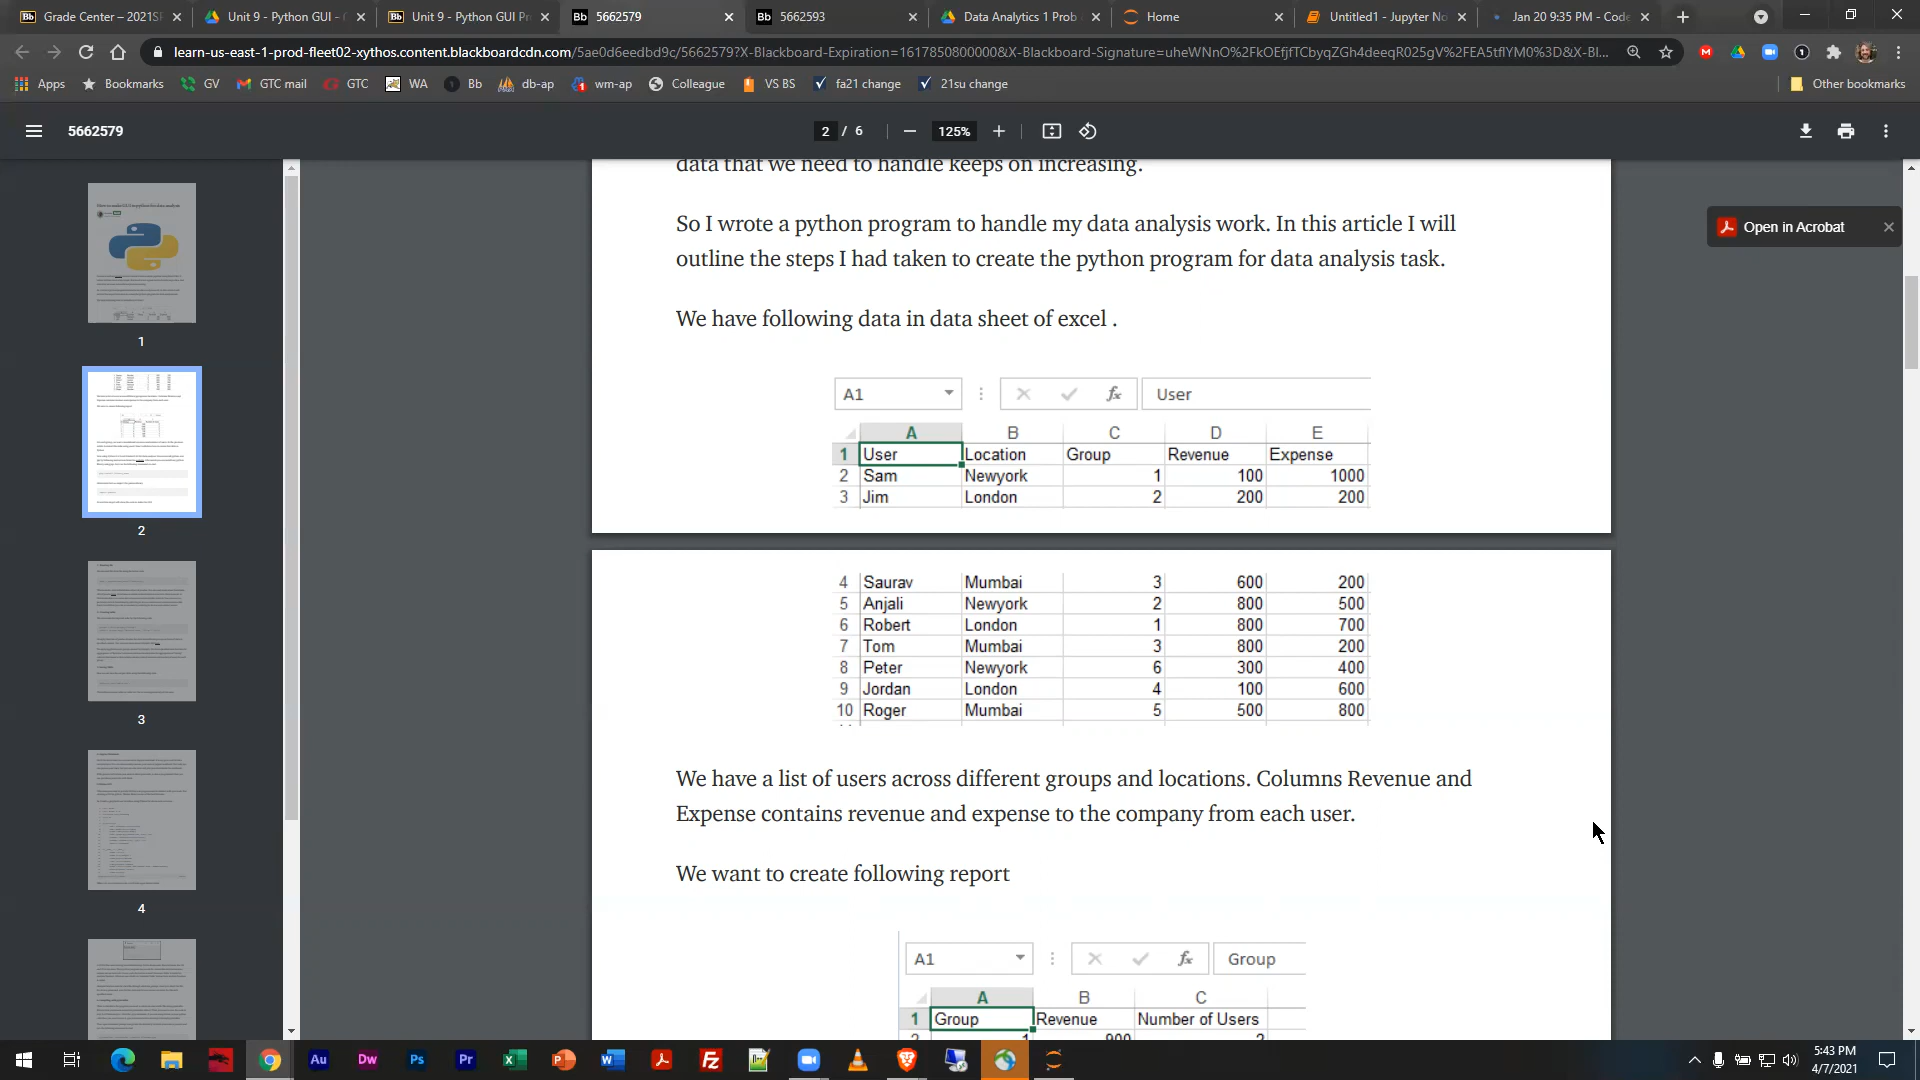 Grade Center – 2021S
Unit 9 - Python GUI -
Unit 9 - Python GUI Pr
5662579
5662593
Data Analytics 1 Prob
Home
Untitled1 - Jupyter No
Jan 20 9:35 PM - Code
learn-us-east-1-prod-fleet02-xythos.content.blackboardcdn.com/5ae0d6eedbd9c/5662579?X-Blackboard-Expiration=1617850800000&X-Blackboard-Signature=uheWNnO%2FkOEfjfTCbyqZGh4deeqR025gV%2FEA5tflYM0%3D&X-Bl...
Apps
Bookmarks
GV
GTC mail
GTC
WA
Bb
db-ap
wm-ap
Colleague
VS BS
fa21 change
21su change
Other bookmarks
5662579
2 / 6
125%
Open in Acrobat
1
2
3
4
data that we need to handle keeps on increasing.
So I wrote a python program to handle my data analysis work. In this article I will
outline the steps I had taken to create the python program for data analysis task.
We have following data in data sheet of excel .
A1 fx User
A B C D E
1 User Location Group Revenue Expense
2 Sam Newyork 1 100 1000
3 Jim London 2 200 200
4 Saurav Mumbai 3 600 200
5 Anjali Newyork 2 800 500
6 Robert London 1 800 700
7 Tom Mumbai 3 800 200
8 Peter Newyork 6 300 400
9 Jordan London 4 100 600
10 Roger Mumbai 5 500 800
We have a list of users across different groups and locations. Columns Revenue and
Expense contains revenue and expense to the company from each user.
We want to create following report
A1 fx Group
A B C
1 Group Revenue Number of Users
2 1 900 2
5:43 PM
4/7/2021